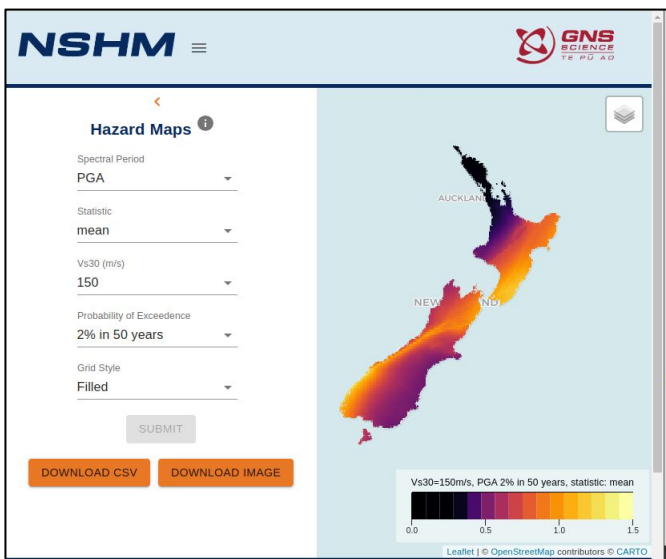 NSHM
GNS
SCIENCE
TE PŪ AO
Hazard Maps
Spectral Period
PGA
Statistic
mean
Vs30 (m/s)
150
Probability of Exceedence
2% in 50 years
Grid Style
Filled
SUBMIT
DOWNLOAD CSV
DOWNLOAD IMAGE
AUCKLAND
NEW
ND
Vs30=150m/s, PGA 2% in 50 years, statistic: mean
0.0 0.5 1.0 1.5
Leaflet | © OpenStreetMap contributors © CARTO